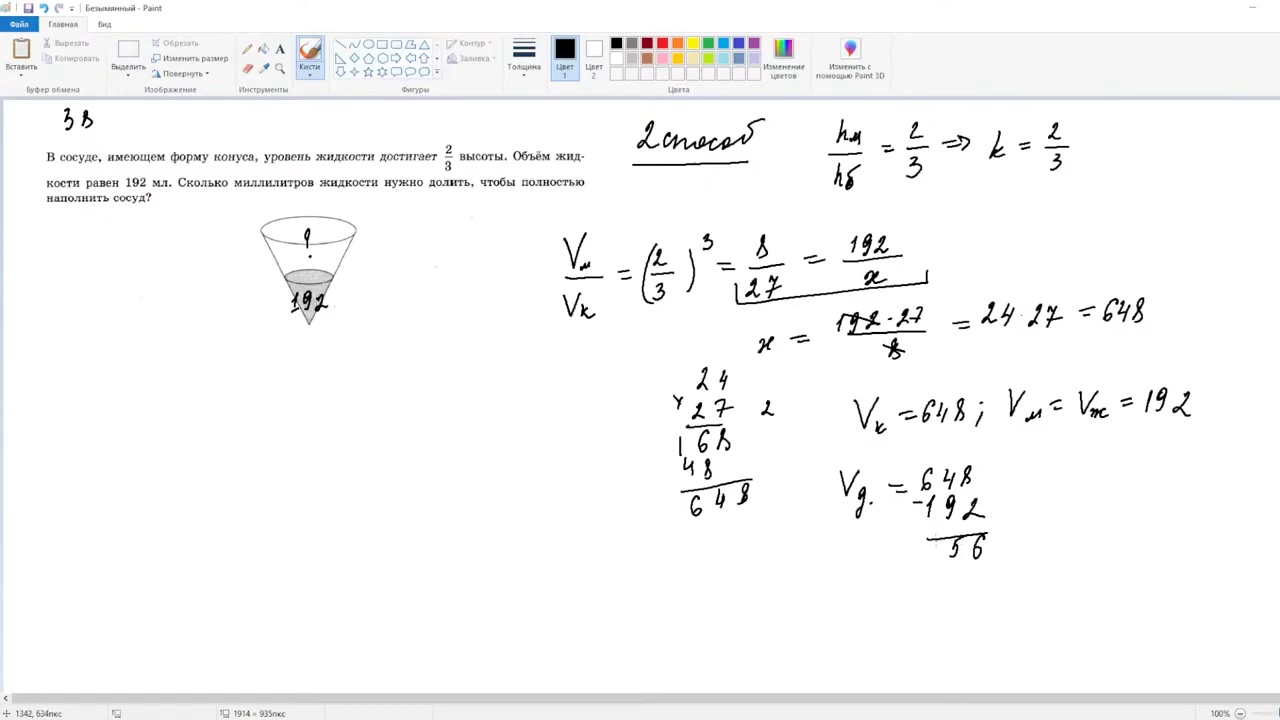 Безымянный - Paint
Файл Главная Вид
Вставить Вырезать Копировать Выделить Обрезать Изменить размер Повернуть Кисти Контур Заливка Толщина Цвет 1 Цвет 2 Изменение цветов Изменить с помощью Paint 3D
Буфер обмена Изображение Инструменты Фигуры Цвета
38
В сосуде, имеющем форму конуса, уровень жидкости достигает 2/3 высоты. Объём жид-
кости равен 192 мл. Сколько миллилитров жидкости нужно долить, чтобы полностью
наполнить сосуд?
?
192
2 способ
hм/hб = 2/3 => k = 2/3
Vм/Vк = (2/3)^3 = 8/27 = 192/x
x = 192·27/8 = 24·27 = 648
24
× 27 2
168
48
648
Vк = 648; Vм = Vж = 192
Vд. = 648
-192
56
1342, 634пкс 1914 × 935пкс 100%